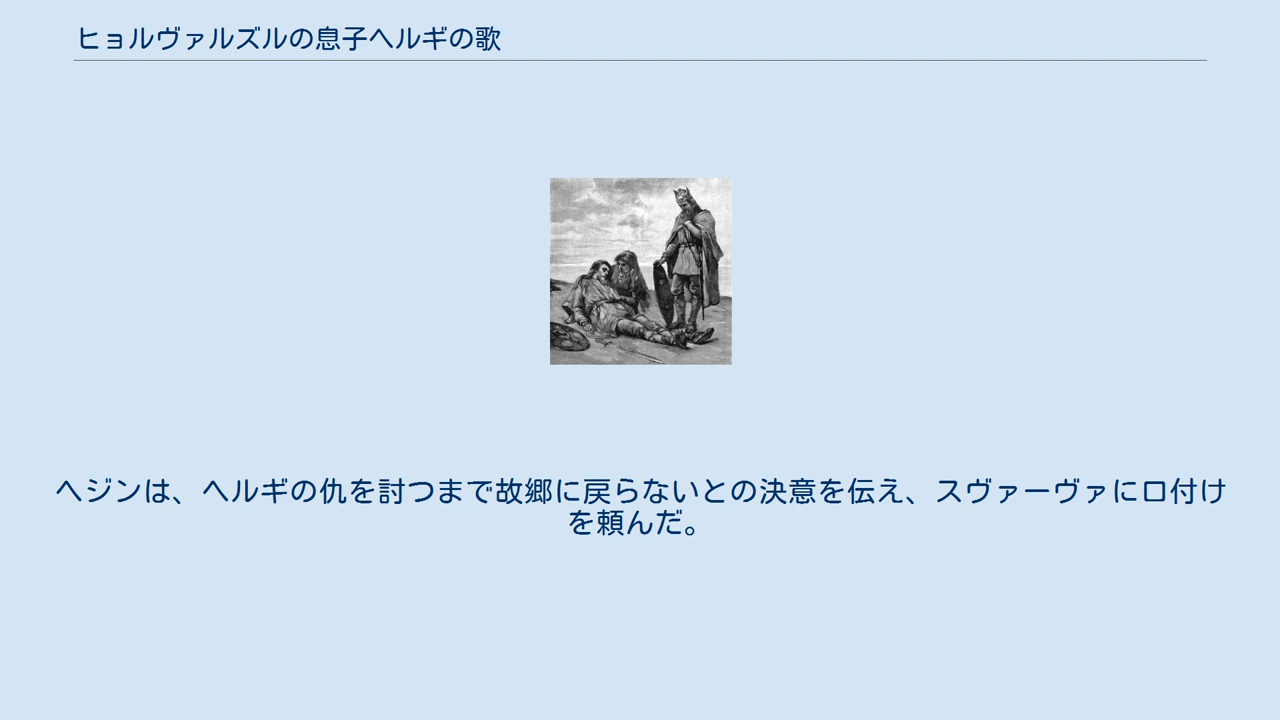 ヒョルヴァルズルの息子ヘルギの歌
ヘジンは、ヘルギの仇を討つまで故郷に戻らないとの決意を伝え、スヴァーヴァに口付け
を頼んだ。